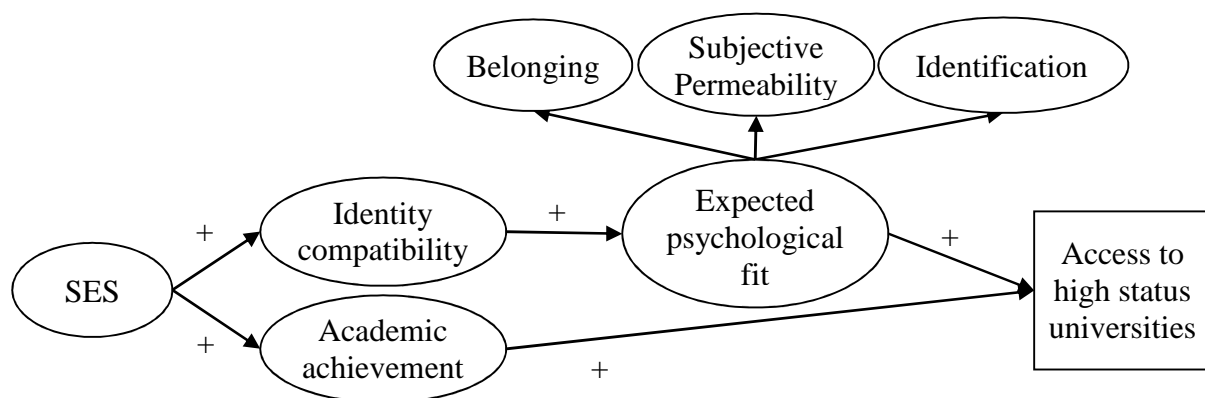 Belonging
Subjective
Permeability
Identification
+
Identity
compatibility
+
Expected
psychological
fit
+
Access to
high status
universities
SES
+
Academic
achievement
+